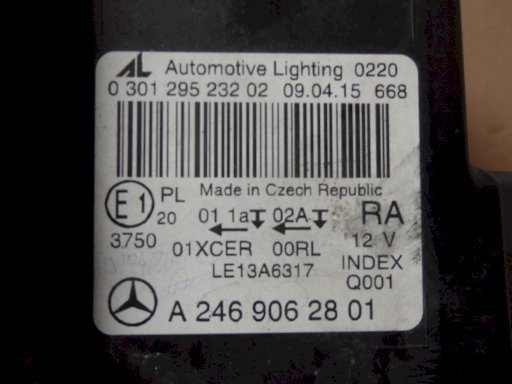 AL Automotive Lighting 0220
0 301 295 232 02 09.04.15 668
Made in Czech Republic
E1 PL 20 01 1a 02A RA
3750 01XCER 00RL 12 V
LE13A6317 INDEX
Q001
A 246 906 28 01